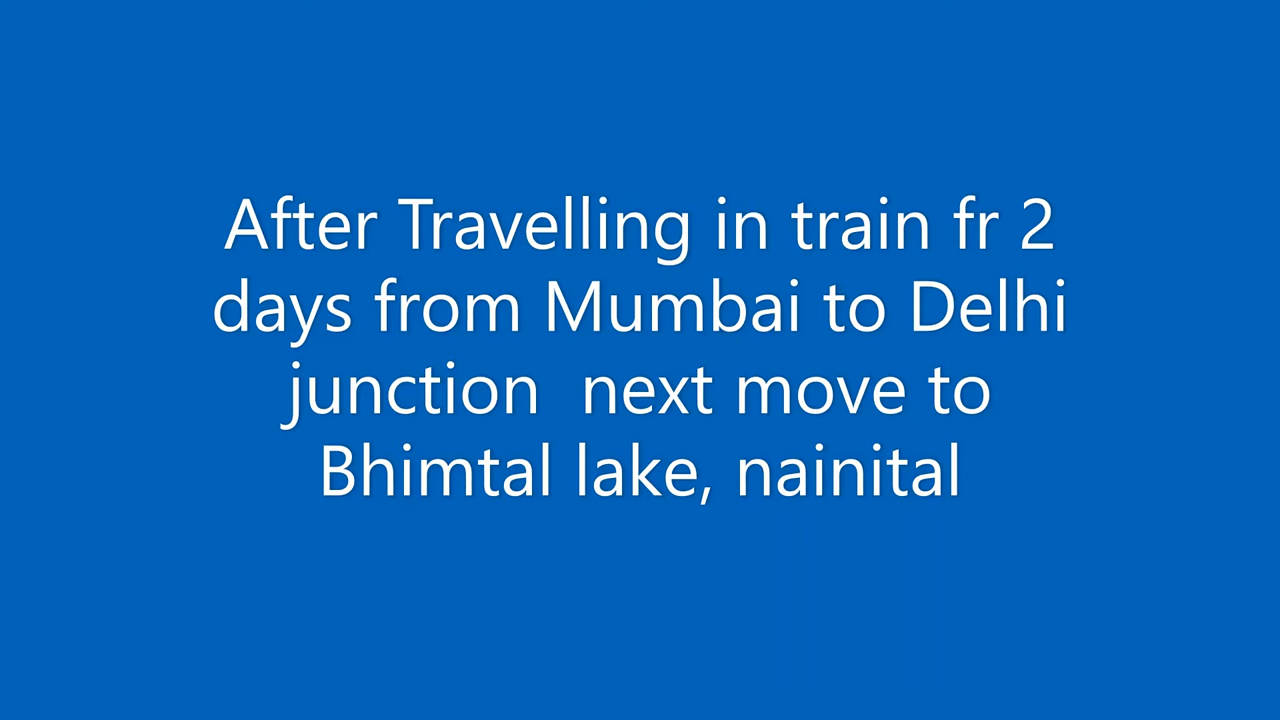 After Travelling in train fr 2
days from Mumbai to Delhi
junction  next move to
Bhimtal lake, nainital